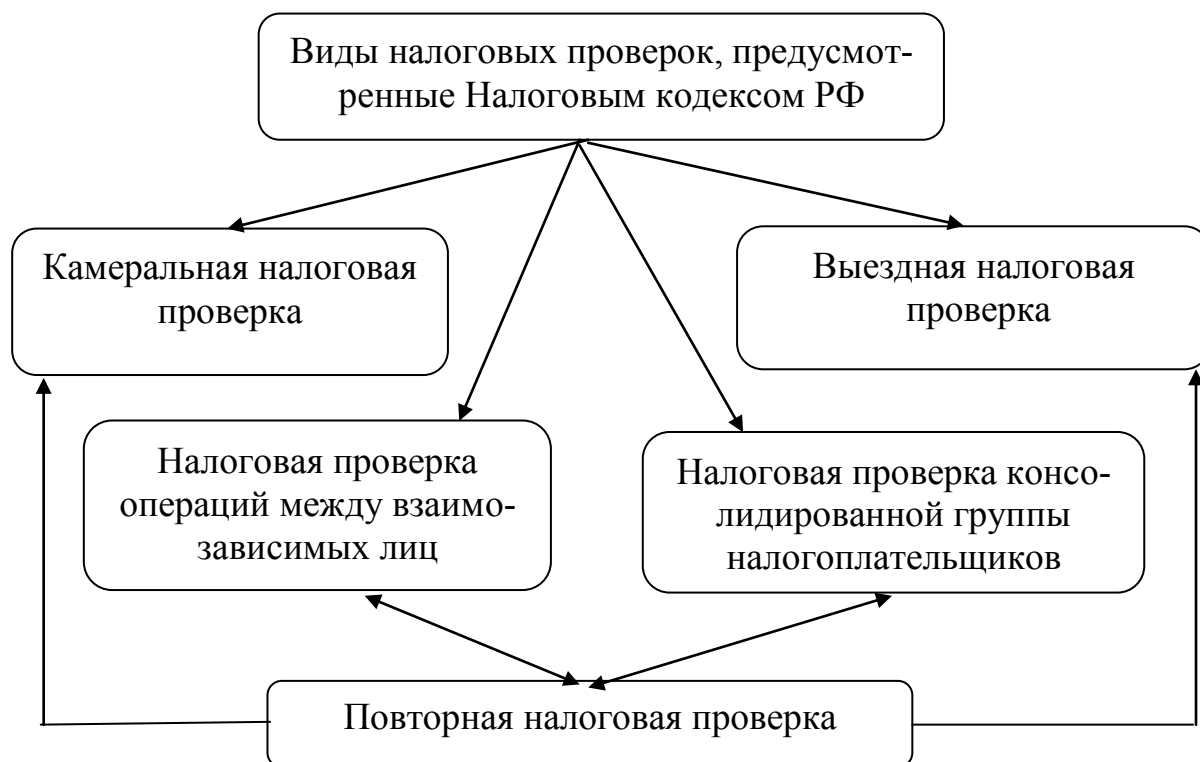 Виды налоговых проверок, предусмот-
ренные Налоговым кодексом РФ
Камеральная налоговая
проверка
Выездная налоговая
проверка
Налоговая проверка
операций между взаимо-
зависимых лиц
Налоговая проверка консо-
лидированной группы
налогоплательщиков
Повторная налоговая проверка